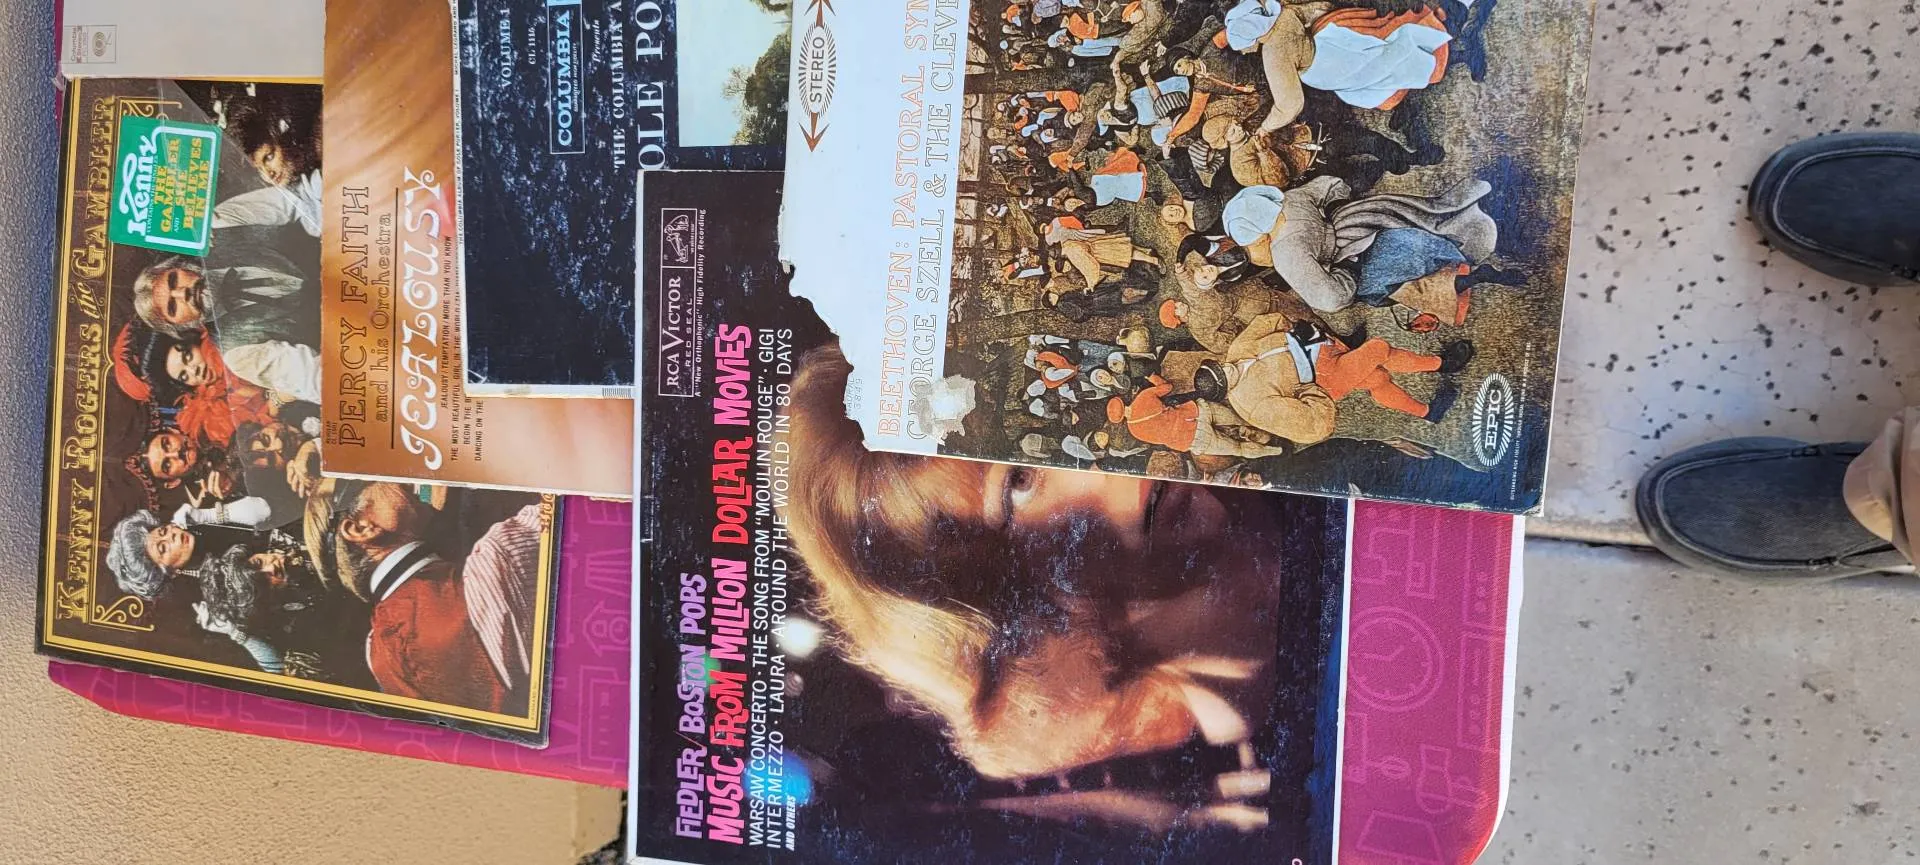 KENNY ROGERS the GAMBLER
Kenny
THE
GAMBLER
AND SHE
BELIEVES
IN ME
PERCY FAITH
and his Orchestra
JEALOUSY
JEALOUSY/TEMPTATION/MORE THAN YOU KNOW
THE MOST BEAUTIFUL GIRL IN THE WORLD
BEGIN THE B
DANCING ON THE
VOLUME 1
COLUMBIA
Presents
THE COLUMBIA A
OLE PO
RCA VICTOR
RED SEAL
A "New Orthophonic" High Fidelity Recording
FIEDLER/BOSTON POPS
MUSIC FROM MILLION DOLLAR MOVIES
WARSAW CONCERTO · THE SONG FROM "MOULIN ROUGE" · GIGI
INTERMEZZO · LAURA · AROUND THE WORLD IN 80 DAYS
AND OTHERS
STEREO
BEETHOVEN: PASTORAL SYM
GEORGE SZELL & THE CLEVE
EPIC